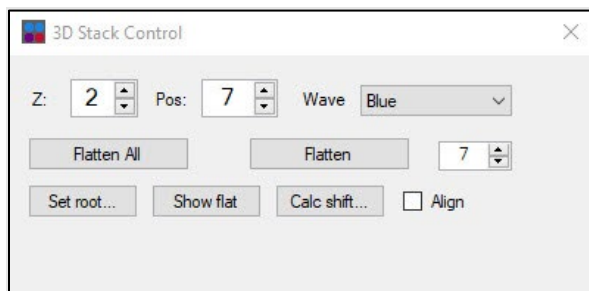 3D Stack Control
Z: 2 Pos: 7 Wave Blue
Flatten All Flatten 7
Set root... Show flat Calc shift... Align